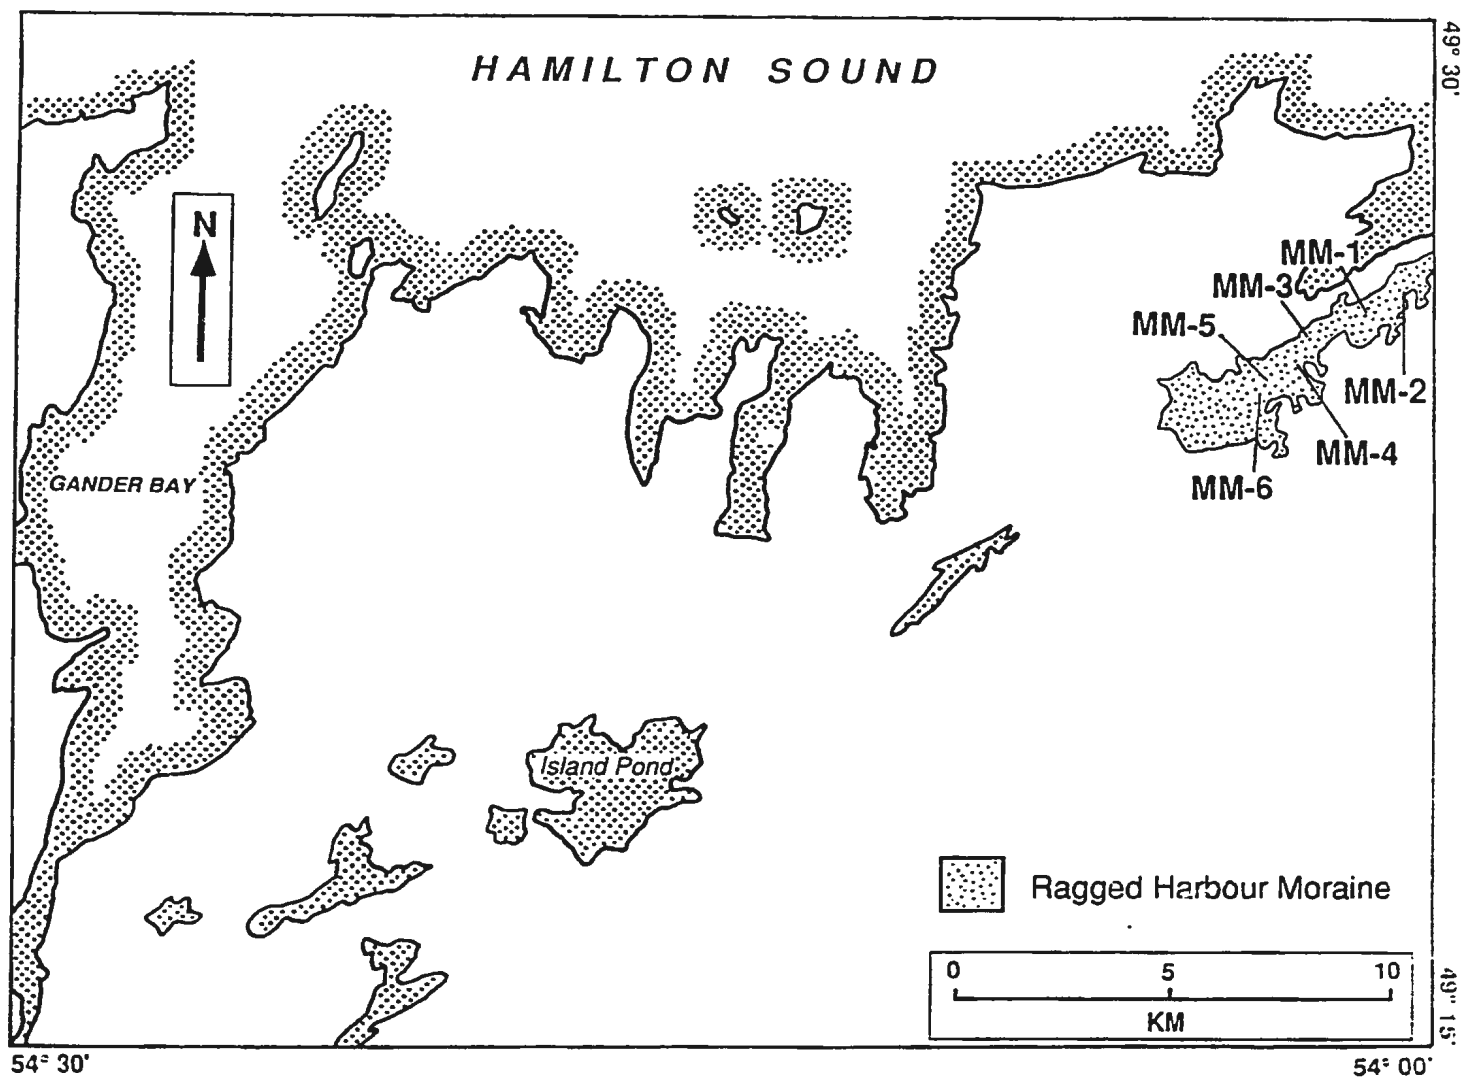 HAMILTON SOUND
49° 30'
N
MM-1
MM-3
MM-5
MM-2
MM-4
MM-6
GANDER BAY
Island Pond
Ragged Harbour Moraine
0 5 10
KM
49° 15'
54° 30'
54° 00'